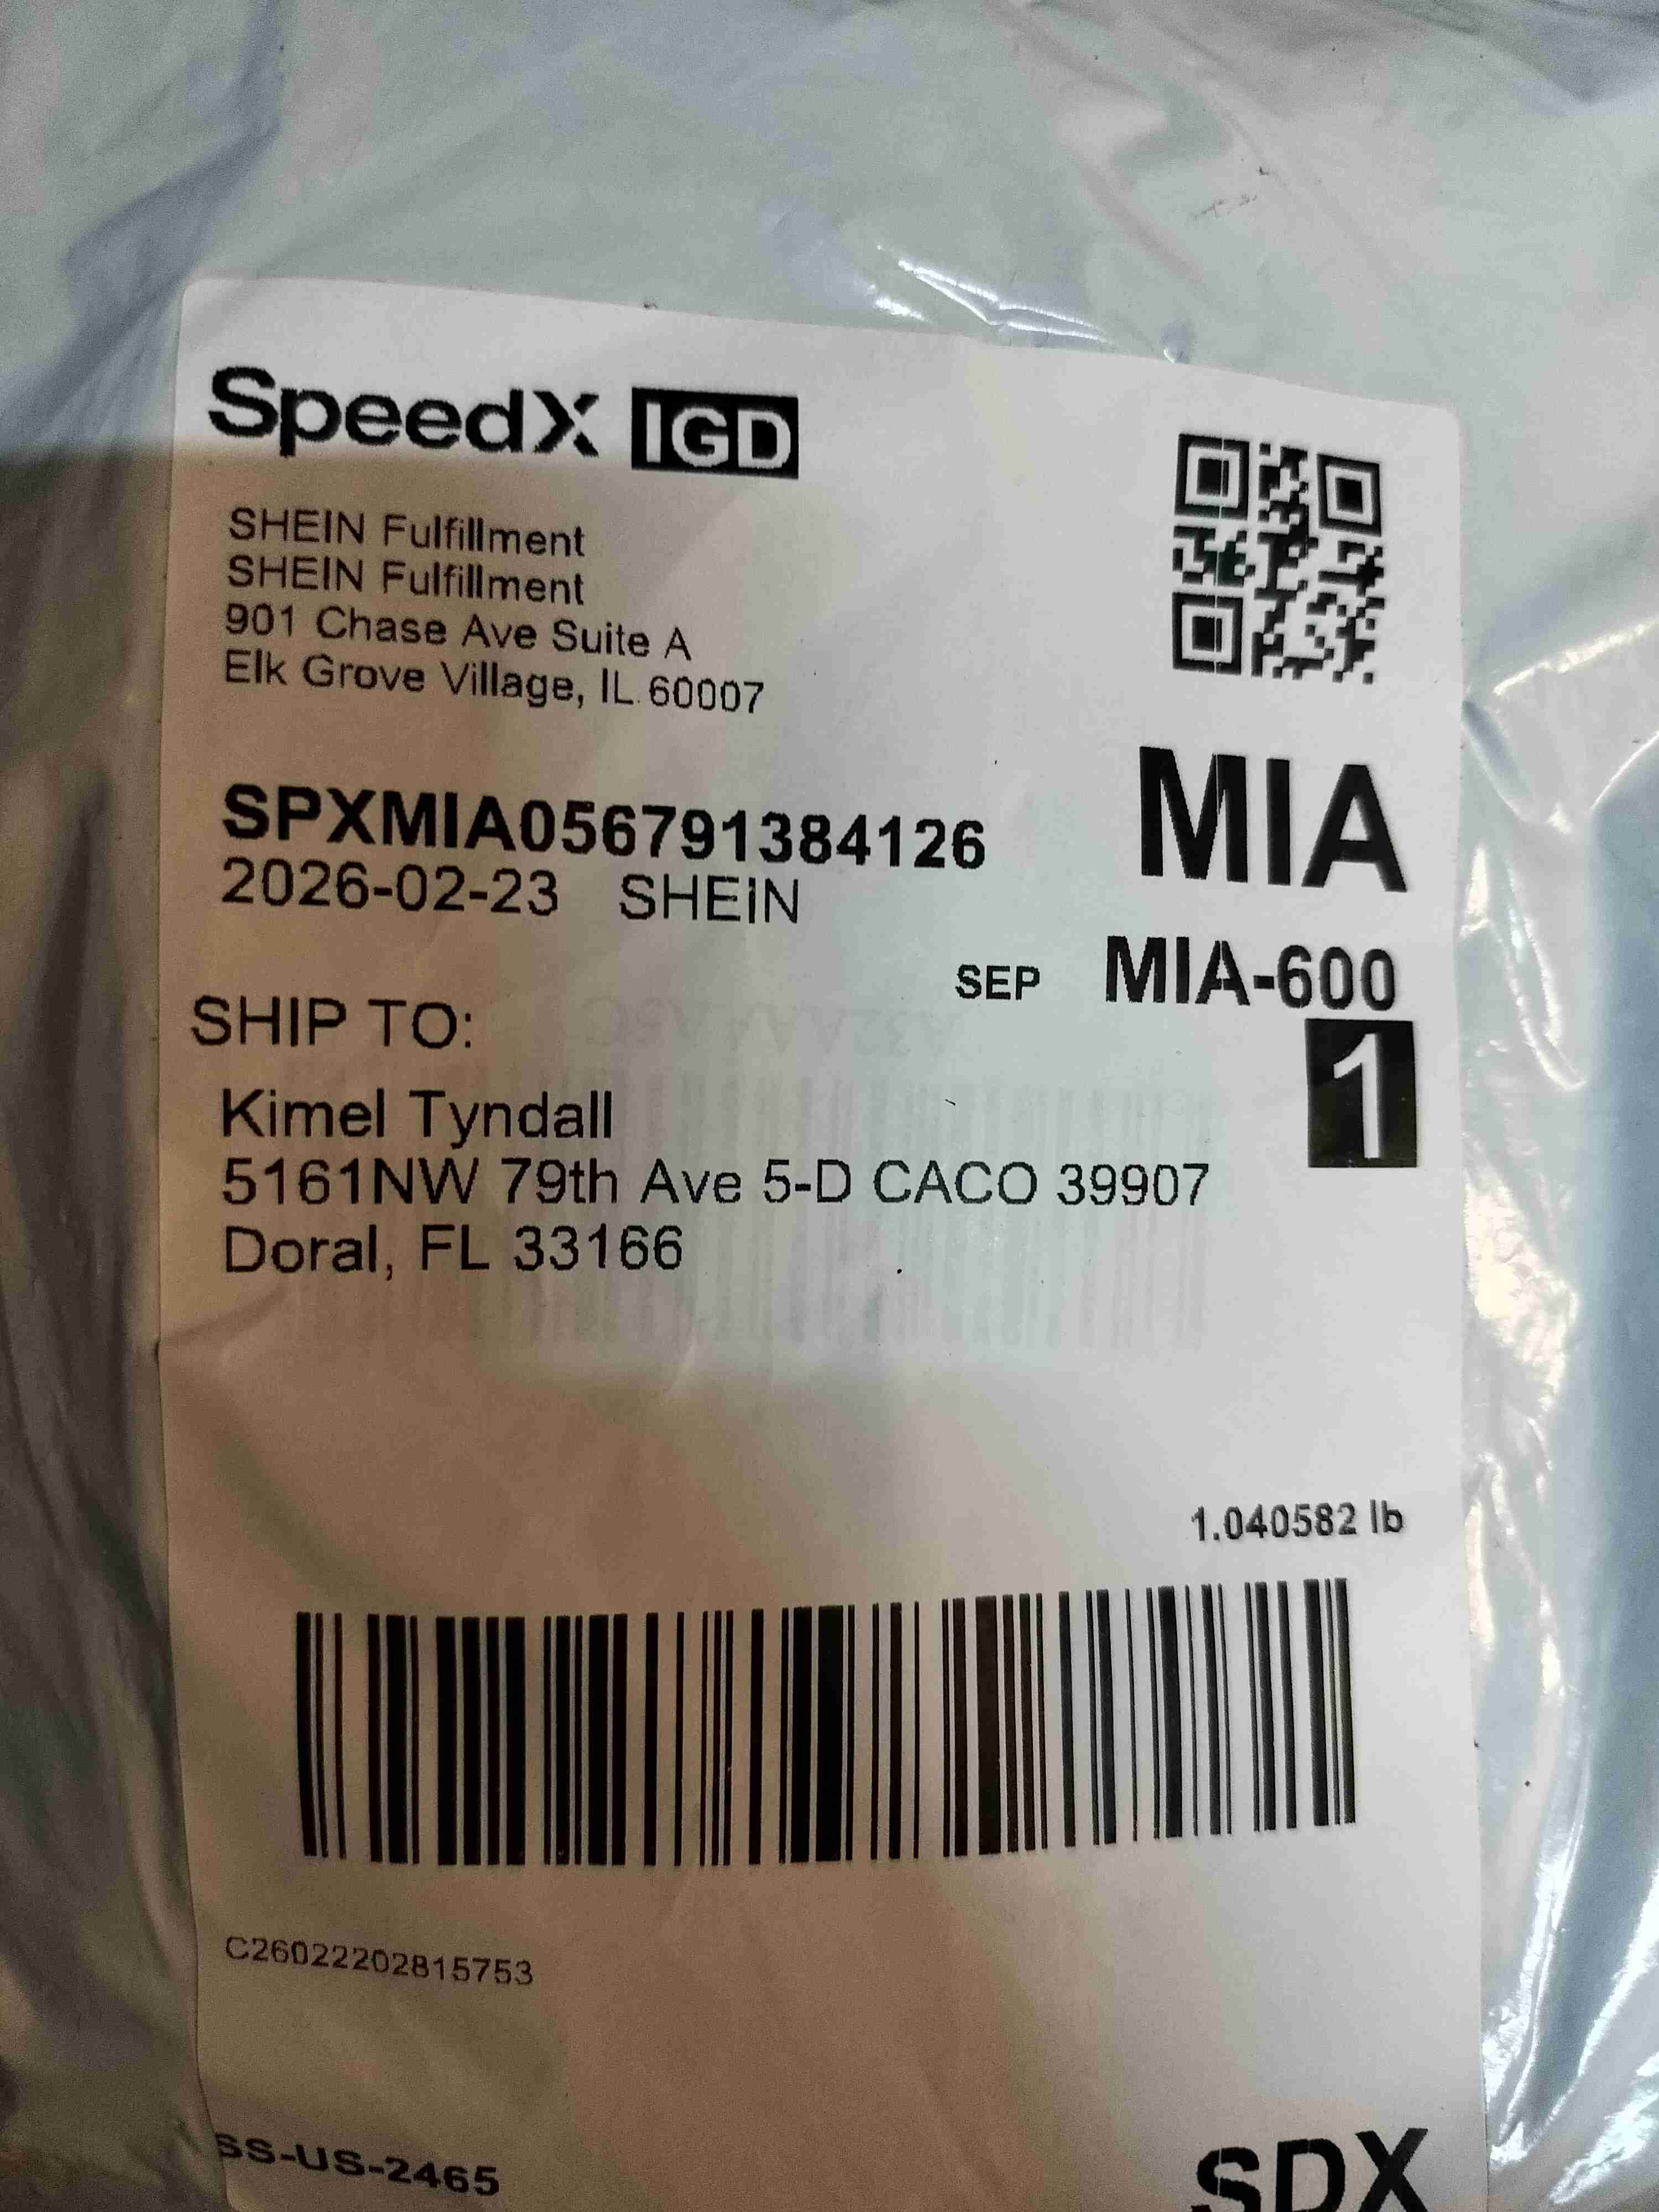 SpeedX IGD
SHEIN Fulfillment
SHEIN Fulfillment
901 Chase Ave Suite A
Elk Grove Village, IL 60007
SPXMIA056791384126
MIA
2026-02-23 SHEIN
SEP MIA-600
1
SHIP TO:
Kimel Tyndall
5161NW 79th Ave 5-D CACO 39907
Doral, FL 33166
1.040582 lb
C26022202815753
SS-US-2465
SDX